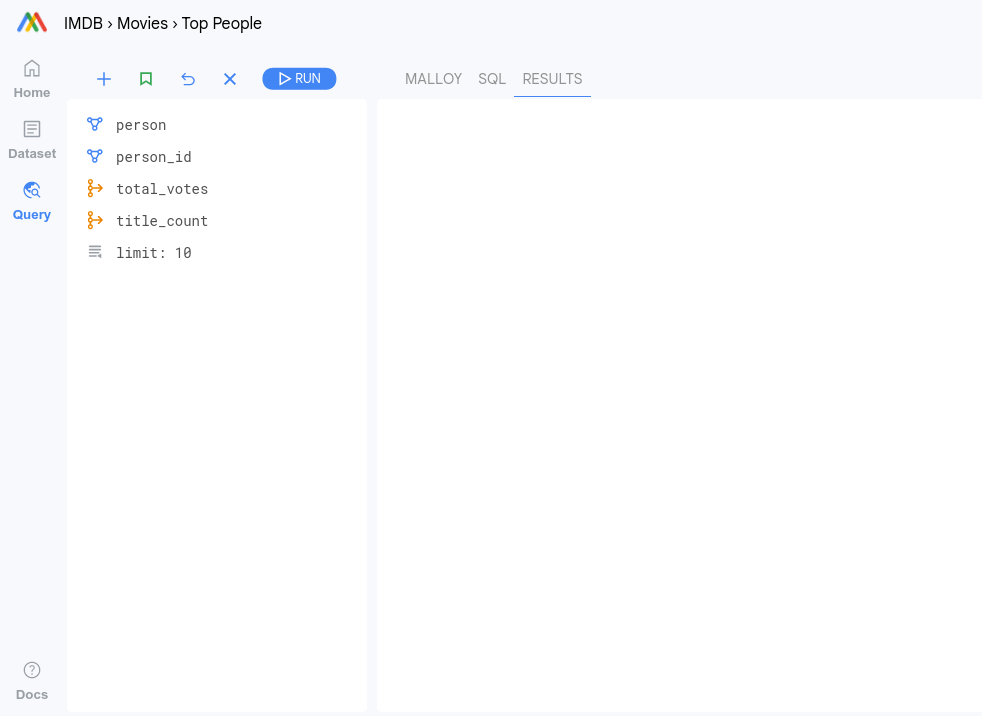 IMDB › Movies › Top People
RUN
MALLOY SQL RESULTS
Home
Dataset
Query
Docs
person
person_id
total_votes
title_count
limit: 10